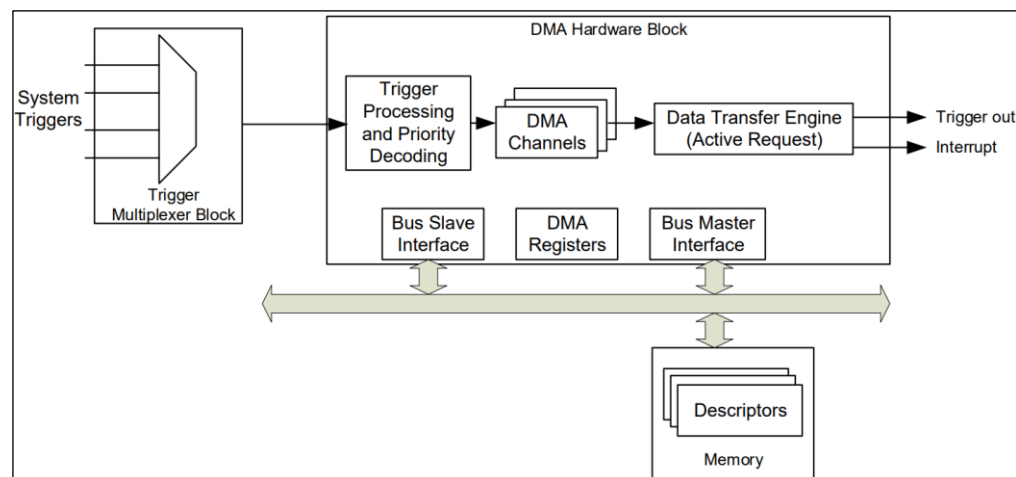 DMA Hardware Block
System
Triggers
Trigger
Multiplexer Block
Trigger
Processing
and Priority
Decoding
DMA
Channels
Data Transfer Engine
(Active Request)
Trigger out
Interrupt
Bus Slave
Interface
DMA
Registers
Bus Master
Interface
Descriptors
Memory